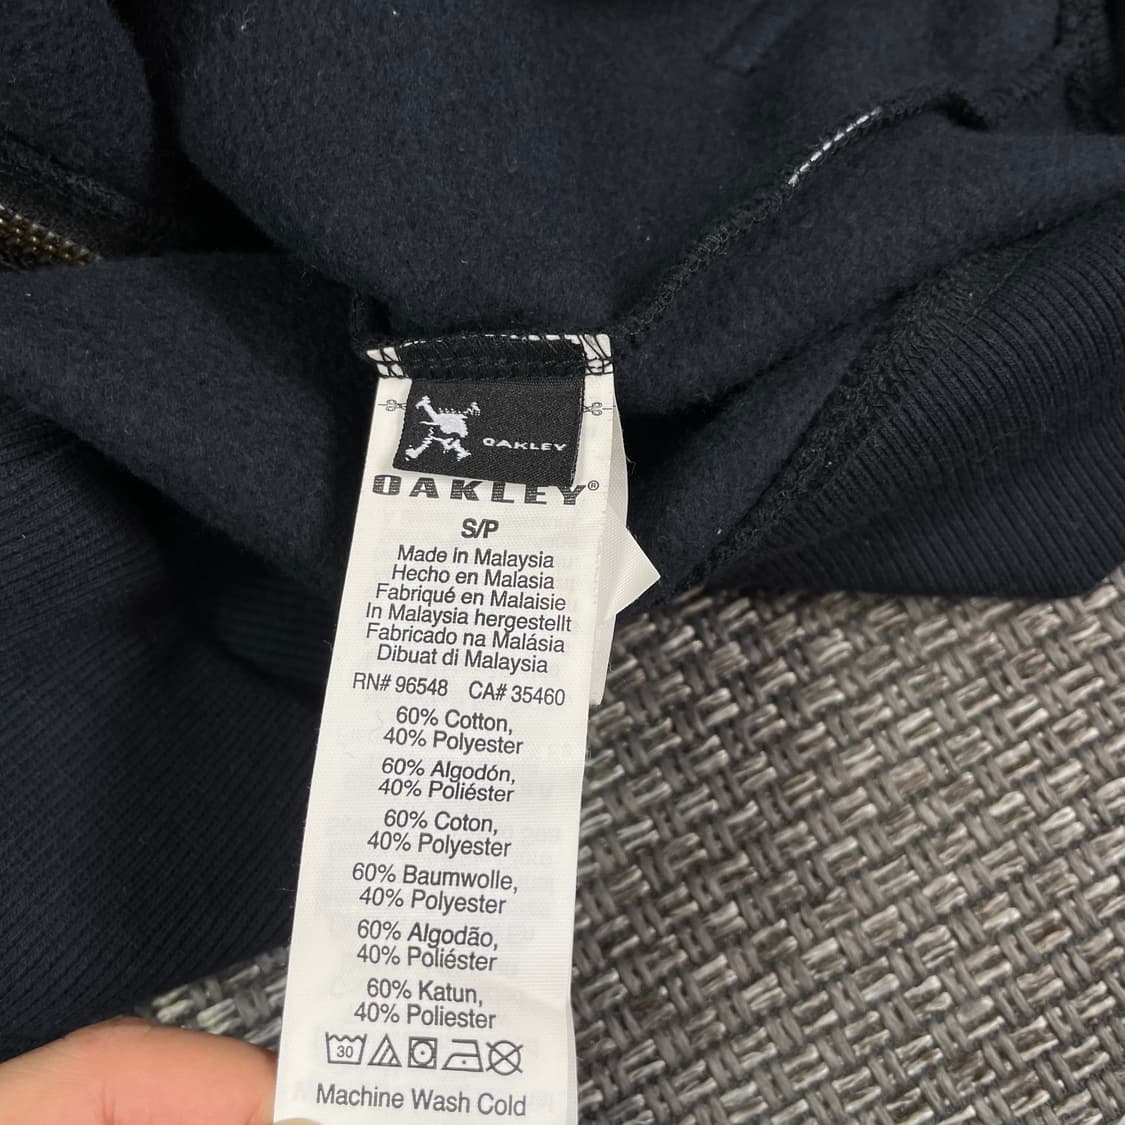 OAKLEY
OAKLEY®
S/P
Made in Malaysia
Hecho en Malasia
Fabriqué en Malaisie
In Malaysia hergestellt
Fabricado na Malásia
Dibuat di Malaysia
RN# 96548 CA# 35460
60% Cotton,
40% Polyester
60% Algodón,
40% Poliéster
60% Coton,
40% Polyester
60% Baumwolle,
40% Polyester
60% Algodão,
40% Poliéster
60% Katun,
40% Poliester
30
Machine Wash Cold